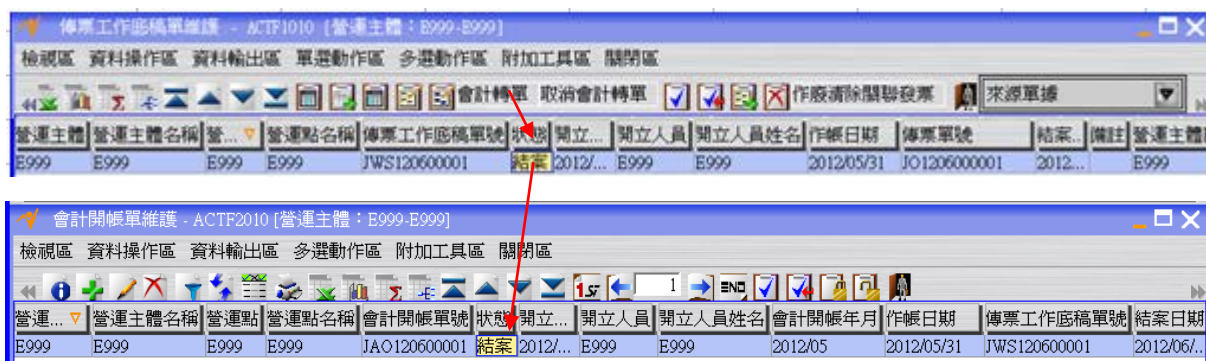 傳票工作底稿單維護 - ACTF1010 [營運主體：E999-E999]
檢視區 資料操作區 資料輸出區 單選動作區 多選動作區 附加工具區 關閉區
會計轉單 取消會計轉單 作廢清除關聯發票 來源單據
營運主體 營運主體名稱 營... 營運點名稱 傳票工作底稿單號 狀態 開立... 開立人員 開立人員姓名 作帳日期 傳票單號 結案.. 備註 營運主體
E999 E999 E999 E999 JWS120600001 結案 2012/... E999 E999 2012/05/31 JO1206000001 2012... E999
會計開帳單維護 - ACTF2010 [營運主體：E999-E999]
檢視區 資料操作區 資料輸出區 多選動作區 附加工具區 關閉區
1ST 1 END
營運... 營運主體名稱 營運點 營運點名稱 會計開帳單號 狀態 開立... 開立人員 開立人員姓名 會計開帳年月 作帳日期 傳票工作底稿單號 結案日期
E999 E999 E999 E999 JAO120600001 結案 2012/... E999 E999 2012/05 2012/05/31 JWS120600001 2012/06/..